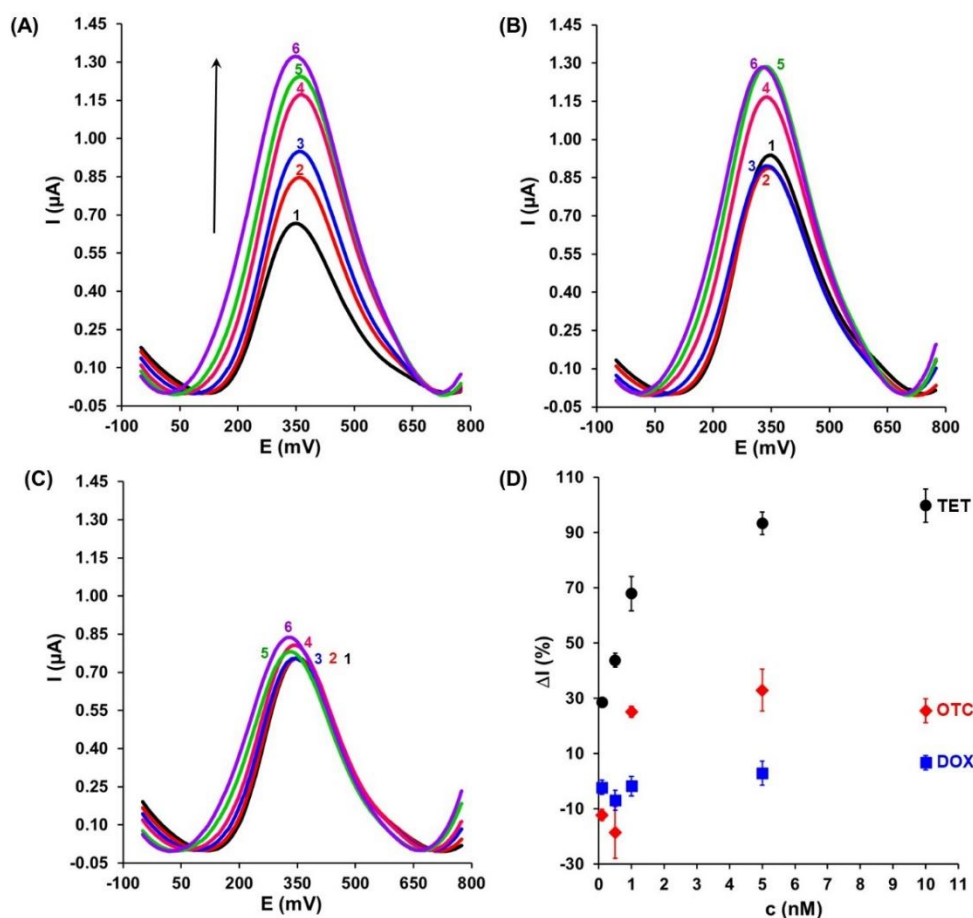 (A)
1.45
1.30
1.15
1.00
0.85
0.70
0.55
0.40
0.25
0.10
-0.05
I (µA)
6
5
4
3
2
1
-100 50 200 350 500 650 800
E (mV)
(B)
1.45
1.30
1.15
1.00
0.85
0.70
0.55
0.40
0.25
0.10
-0.05
I (µA)
6 5
4
1
3
2
-100 50 200 350 500 650 800
E (mV)
(C)
1.45
1.30
1.15
1.00
0.85
0.70
0.55
0.40
0.25
0.10
-0.05
I (µA)
6
4
5 3 2 1
-100 50 200 350 500 650 800
E (mV)
(D)
110
90
70
50
30
10
-10
-30
ΔI (%)
TET
OTC
DOX
0 1 2 3 4 5 6 7 8 9 10 11
c (nM)